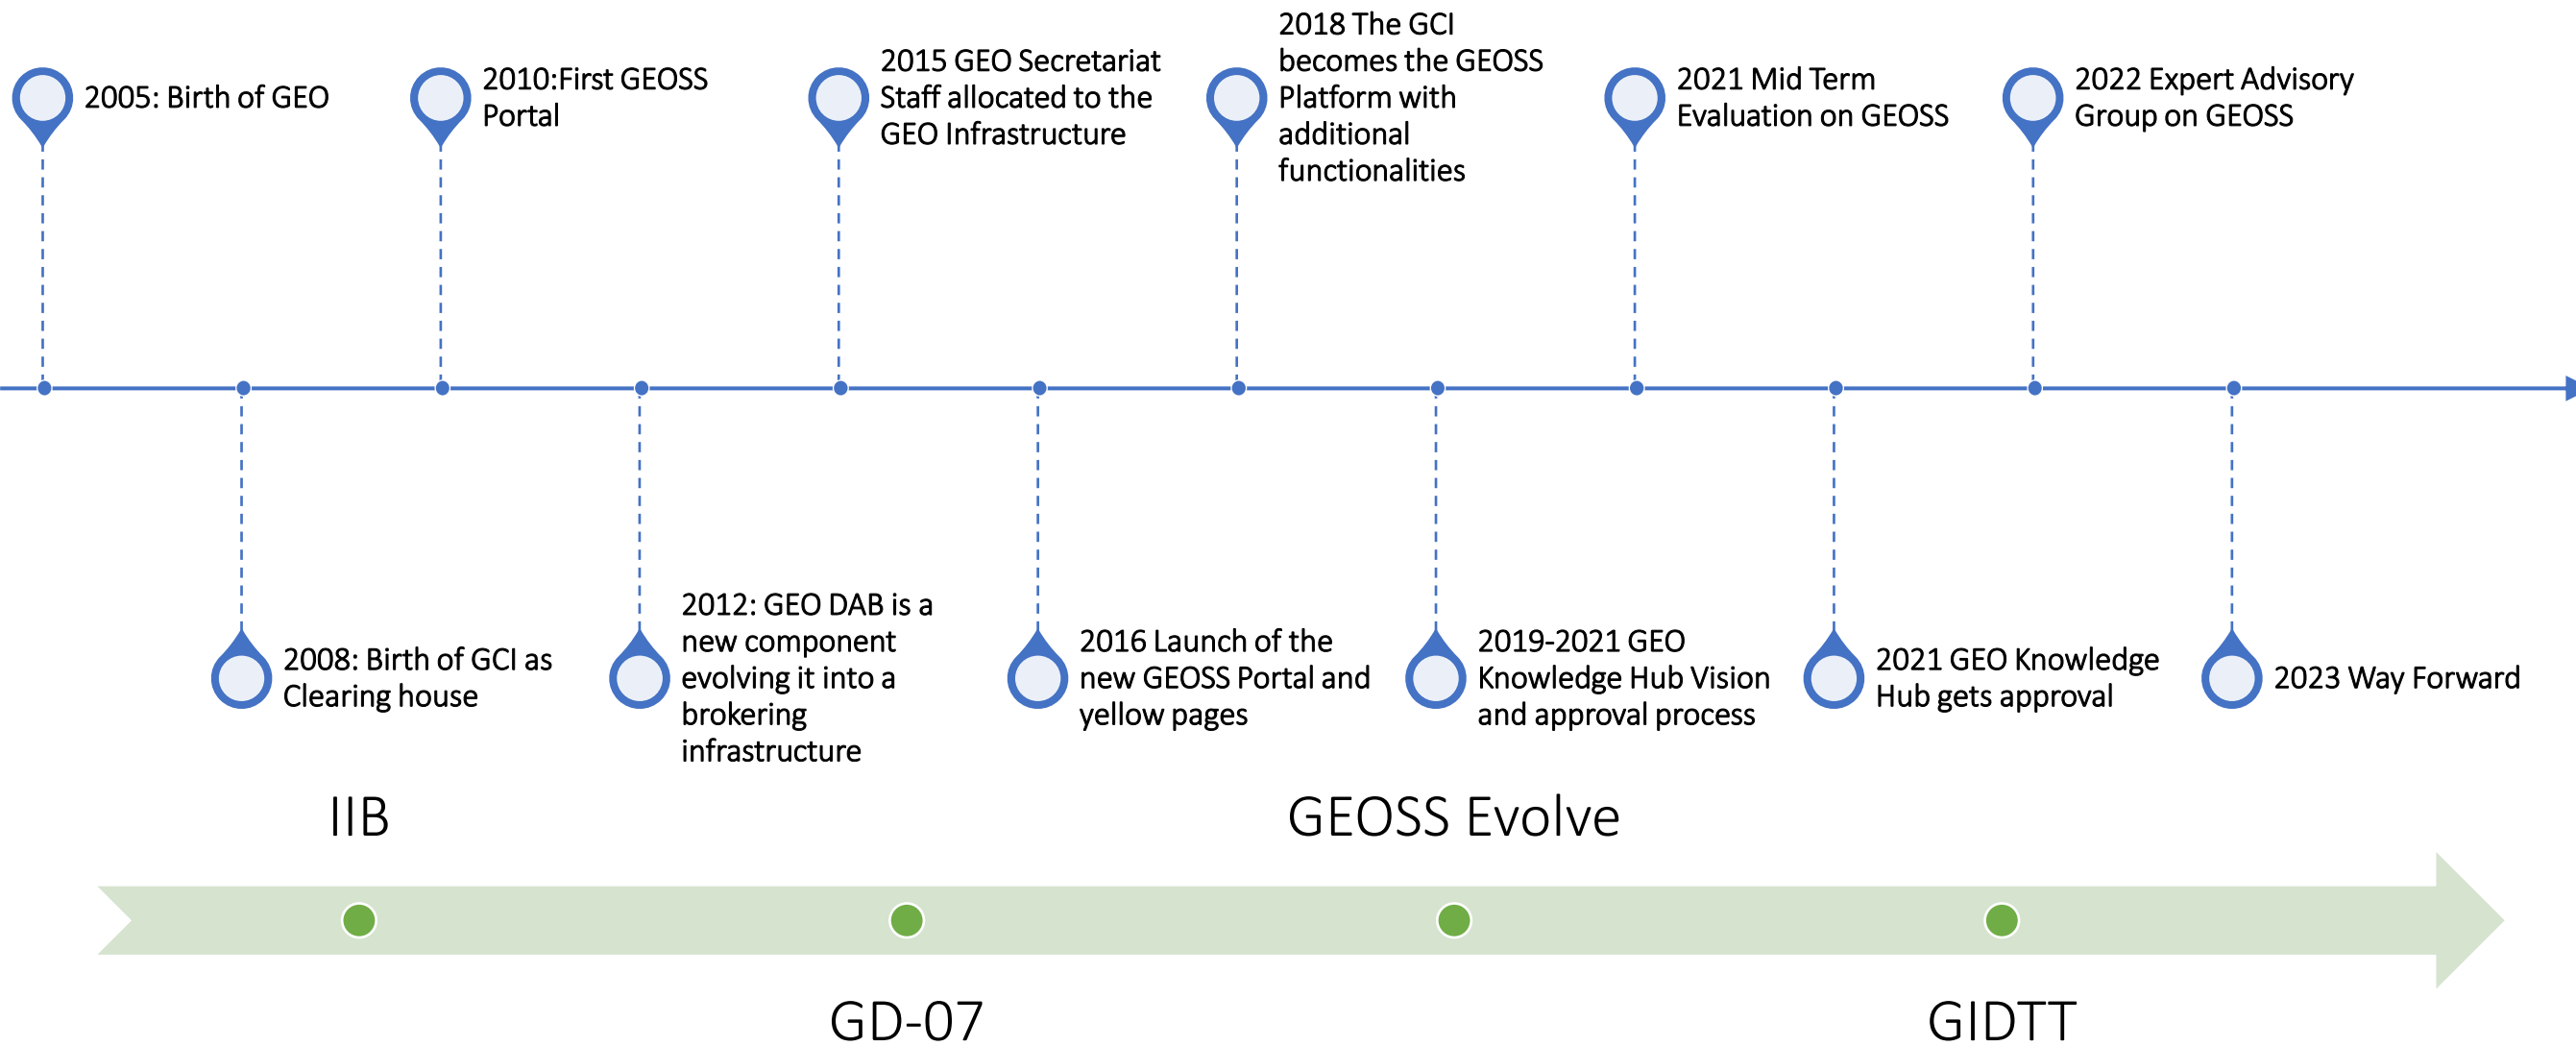 2005: Birth of GEO
2010:First GEOSS
Portal
2015 GEO Secretariat
Staff allocated to the
GEO Infrastructure
2018 The GCI
becomes the GEOSS
Platform with
additional
functionalities
2021 Mid Term
Evaluation on GEOSS
2022 Expert Advisory
Group on GEOSS
2008: Birth of GCI as
Clearing house
2012: GEO DAB is a
new component
evolving it into a
brokering
infrastructure
2016 Launch of the
new GEOSS Portal and
yellow pages
2019-2021 GEO
Knowledge Hub Vision
and approval process
2021 GEO Knowledge
Hub gets approval
2023 Way Forward
IIB
GEOSS Evolve
GD-07
GIDTT